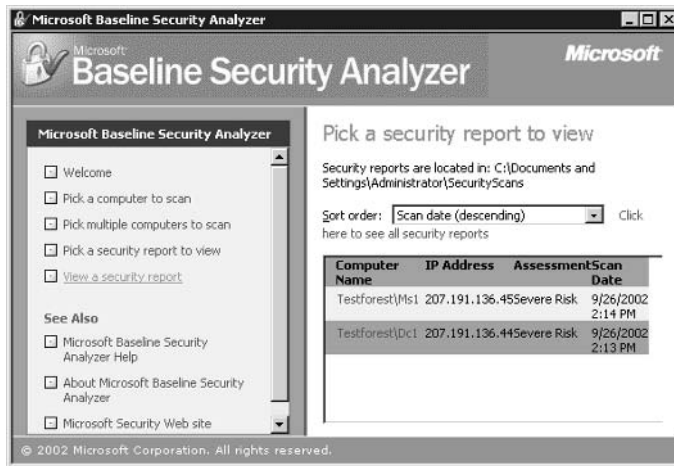 Microsoft Baseline Security Analyzer
Microsoft
Baseline Security Analyzer
Microsoft
Microsoft Baseline Security Analyzer
Welcome
Pick a computer to scan
Pick multiple computers to scan
Pick a security report to view
View a security report
See Also
Microsoft Baseline Security
Analyzer Help
About Microsoft Baseline Security
Analyzer
Microsoft Security Web site
Pick a security report to view
Security reports are located in: C:\Documents and
Settings\Administrator\SecurityScans
Sort order: Scan date (descending) Click
here to see all security reports
Computer IP Address Assessment Scan
Name Date
Testforest\Ms1 207.191.136.45 Severe Risk 9/26/2002
2:14 PM
Testforest\Dc1 207.191.136.44 Severe Risk 9/26/2002
2:13 PM
© 2002 Microsoft Corporation. All rights reserved.